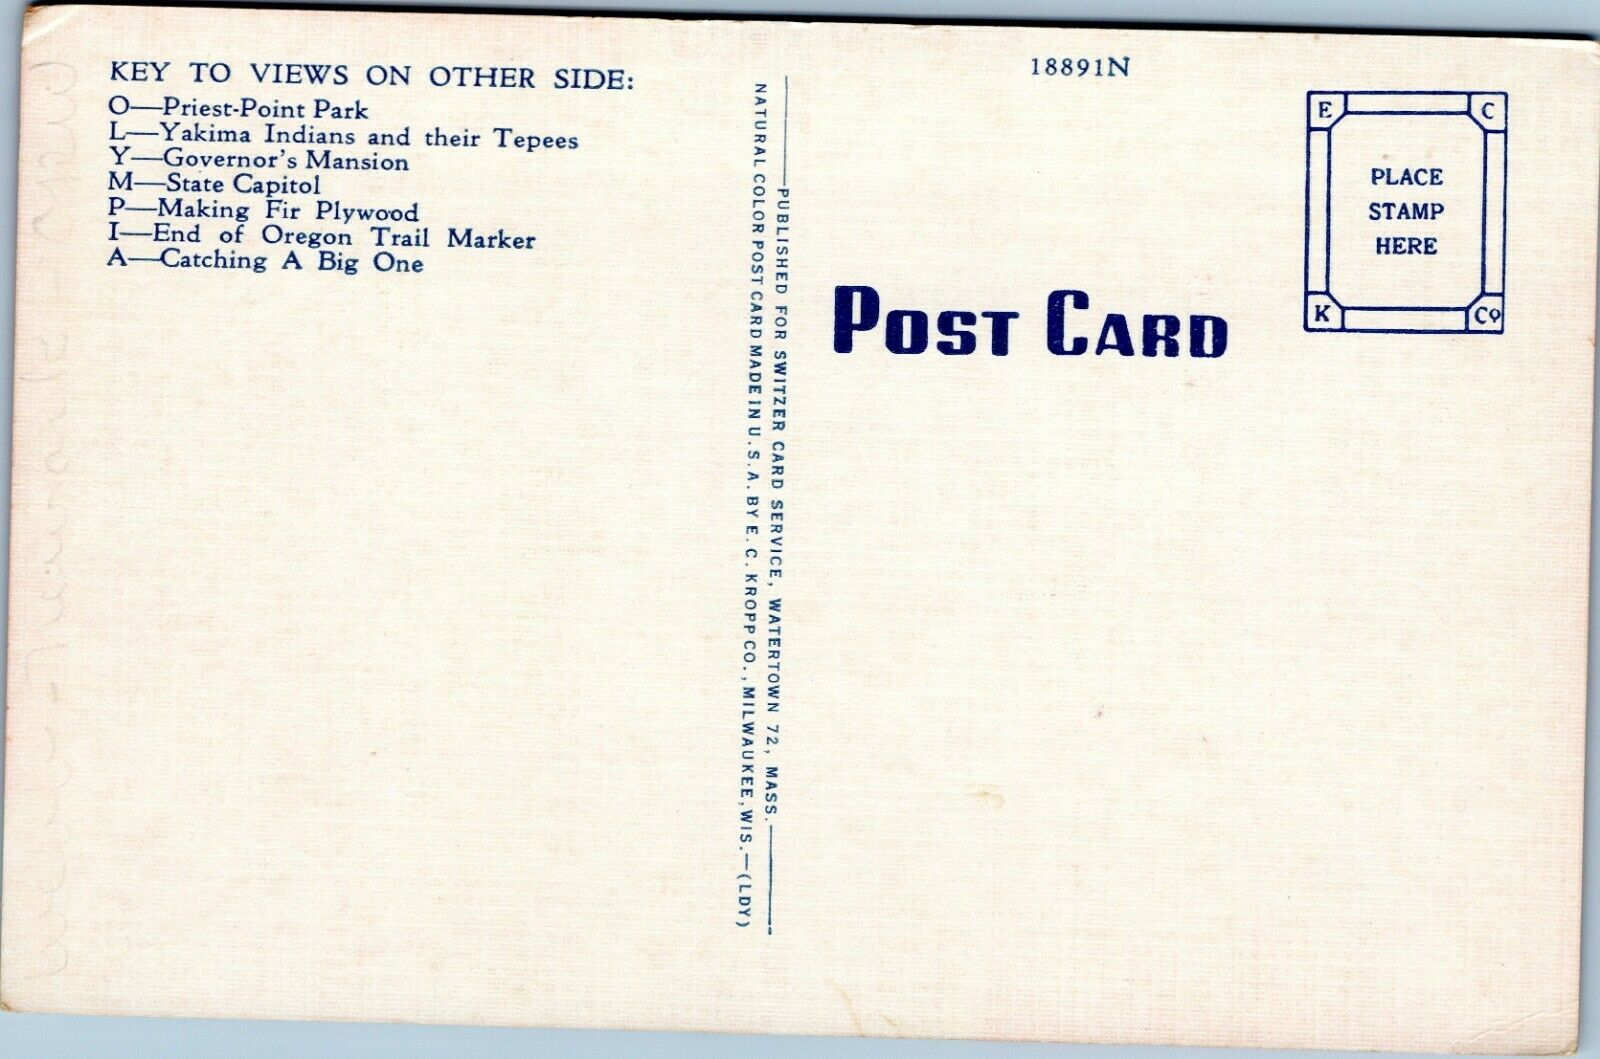 KEY TO VIEWS ON OTHER SIDE:
O—Priest-Point Park
L—Yakima Indians and their Tepees
Y—Governor's Mansion
M—State Capitol
P—Making Fir Plywood
I—End of Oregon Trail Marker
A—Catching A Big One
PUBLISHED FOR SWITZER CARD SERVICE, WATERTOWN 72, MASS.
NATURAL COLOR POST CARD MADE IN U.S.A. BY E. C. KROPP CO., MILWAUKEE, WIS.—(LDY)
18891N
POST CARD
E C
PLACE
STAMP
HERE
K Co